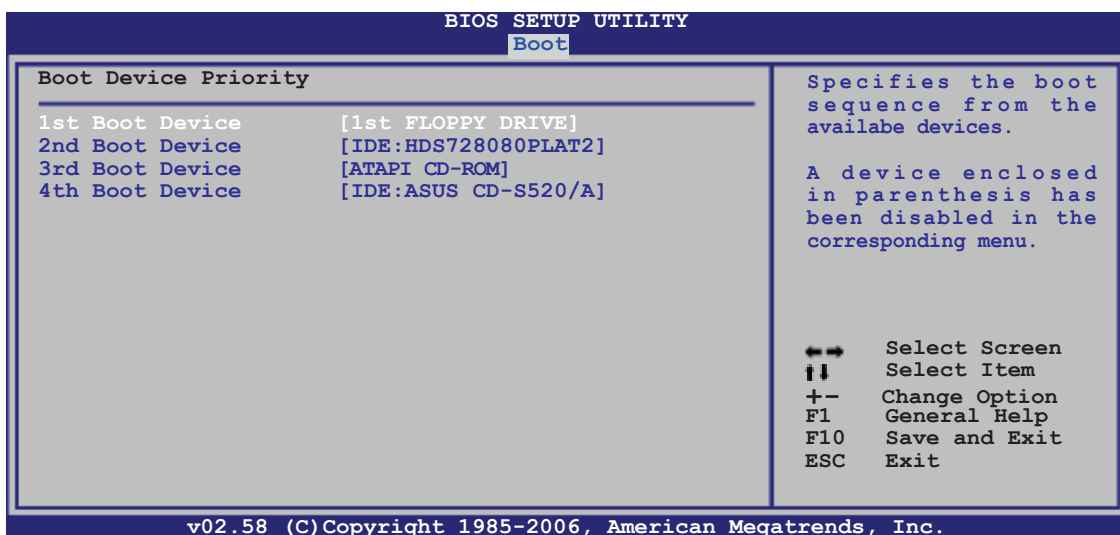 BIOS SETUP UTILITY
Boot
Boot Device Priority
1st Boot Device [1st FLOPPY DRIVE]
2nd Boot Device [IDE:HDS728080PLAT2]
3rd Boot Device [ATAPI CD-ROM]
4th Boot Device [IDE:ASUS CD-S520/A]
Specifies the boot
sequence from the
availabe devices.
A device enclosed
in parenthesis has
been disabled in the
corresponding menu.
Select Screen
Select Item
+- Change Option
F1 General Help
F10 Save and Exit
ESC Exit
v02.58 (C)Copyright 1985-2006, American Megatrends, Inc.